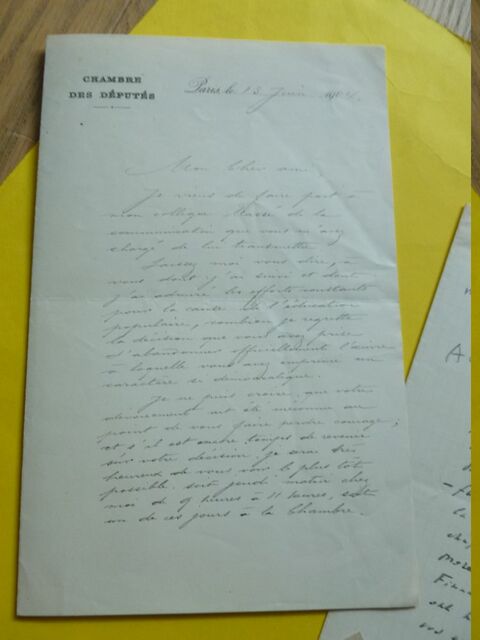 CHAMBRE
DES DÉPUTÉS
Paris, le 13 Juin
Mon Cher ami,
Je viens de faire part à
mon collègue Massé de la
communication que vous m'avez
chargé de lui transmettre.
Laissez moi vous dire, à
vous dont j'ai suivi et dont
j'ai admiré les efforts constants
pour la cause de l'éducation
populaire, combien je regrette
la décision que vous avez prise
d'abandonner officiellement l'œuvre
à laquelle vous avez imprimé un
caractère si démocratique.
Je ne puis croire que votre
dévouement ait été méconnu au
point de vous faire perdre courage,
et s'il est encore temps de revenir
sur votre décision je serai très
heureux de vous voir le plus tôt
possible. soit jeudi matin chez
moi de 9 heures à 11 heures, soit
un de ces jours à la Chambre.